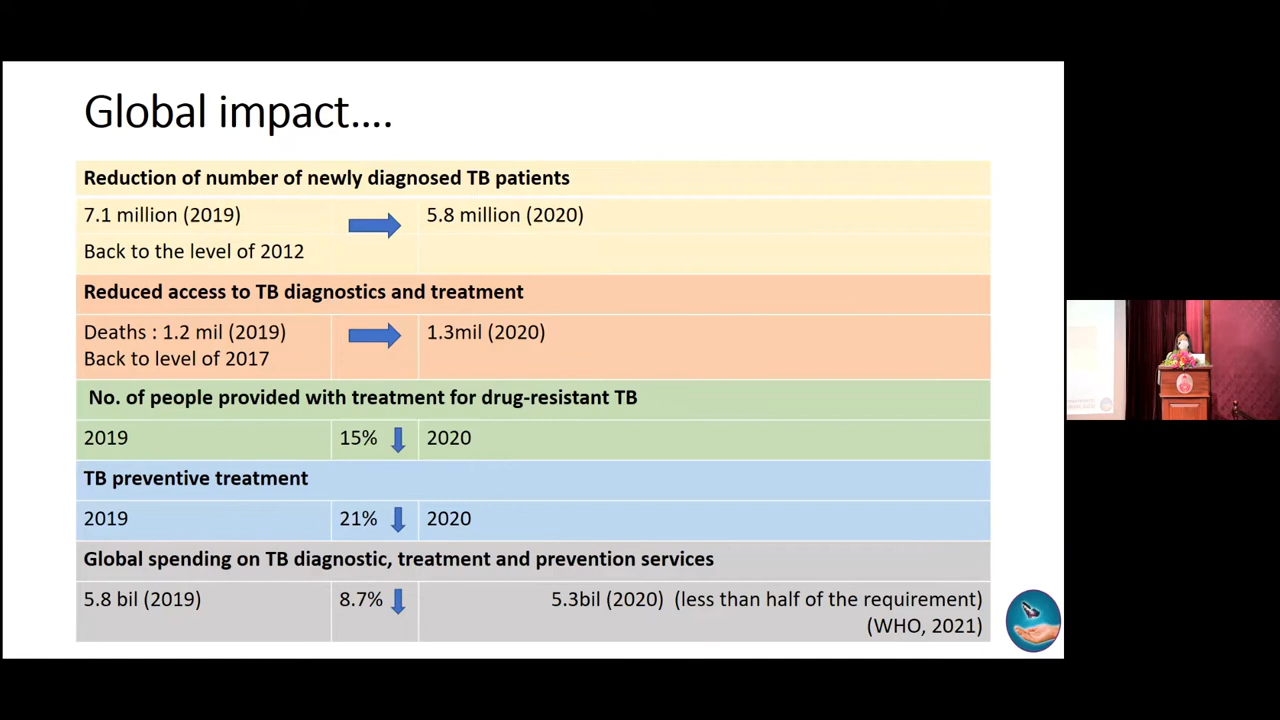 Global impact....
Reduction of number of newly diagnosed TB patients
7.1 million (2019) 5.8 million (2020)
Back to the level of 2012
Reduced access to TB diagnostics and treatment
Deaths : 1.2 mil (2019) 1.3mil (2020)
Back to level of 2017
No. of people provided with treatment for drug-resistant TB
2019 15% 2020
TB preventive treatment
2019 21% 2020
Global spending on TB diagnostic, treatment and prevention services
5.8 bil (2019) 8.7% 5.3bil (2020) (less than half of the requirement)
(WHO, 2021)